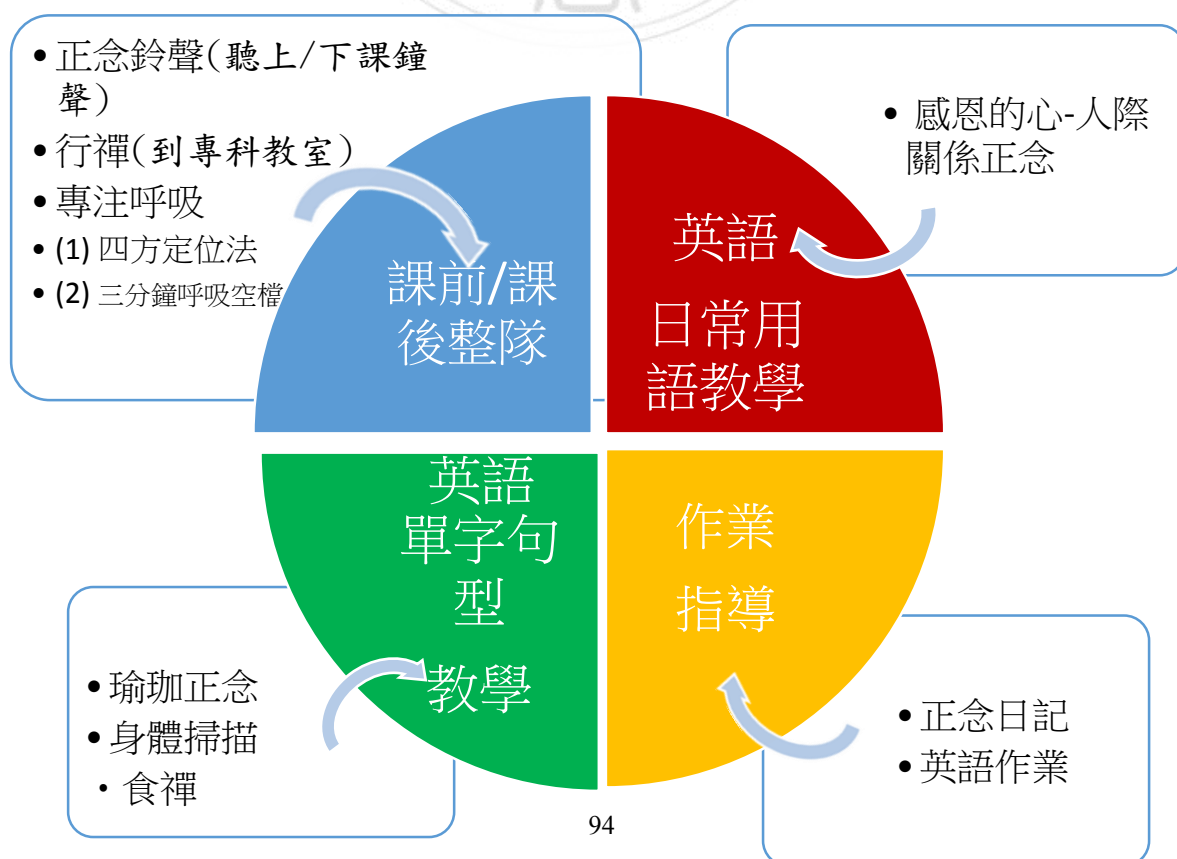 •正念鈴聲(聽上/下課鐘
聲)
•行禪(到專科教室)
•專注呼吸
•(1) 四方定位法
•(2) 三分鐘呼吸空檔
課前/課
後整隊
• 感恩的心-人際
關係正念
英語
日常用
語教學
英語
單字句
型
教學
•瑜珈正念
•身體掃描
・食禪
作業
指導
•正念日記
•英語作業
94